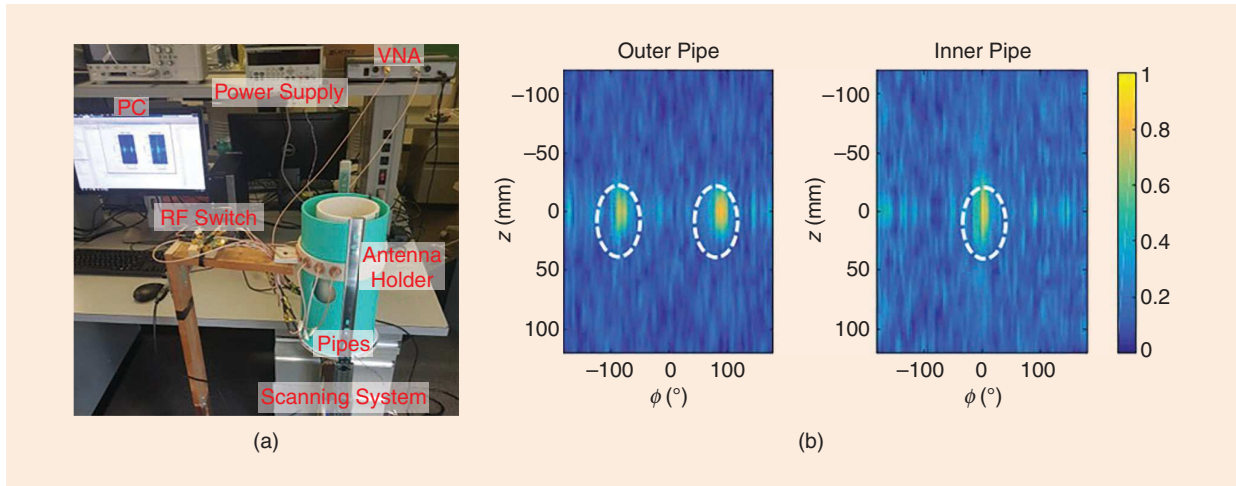 VNA
Power Supply
PC
RF Switch
Antenna
Holder
Pipes
Scanning System
(a)
Outer Pipe
Inner Pipe
–100
–50
0
50
100
z (mm)
–100 0 100
ϕ (°)
–100
–50
0
50
100
z (mm)
–100 0 100
ϕ (°)
1
0.8
0.6
0.4
0.2
0
(b)